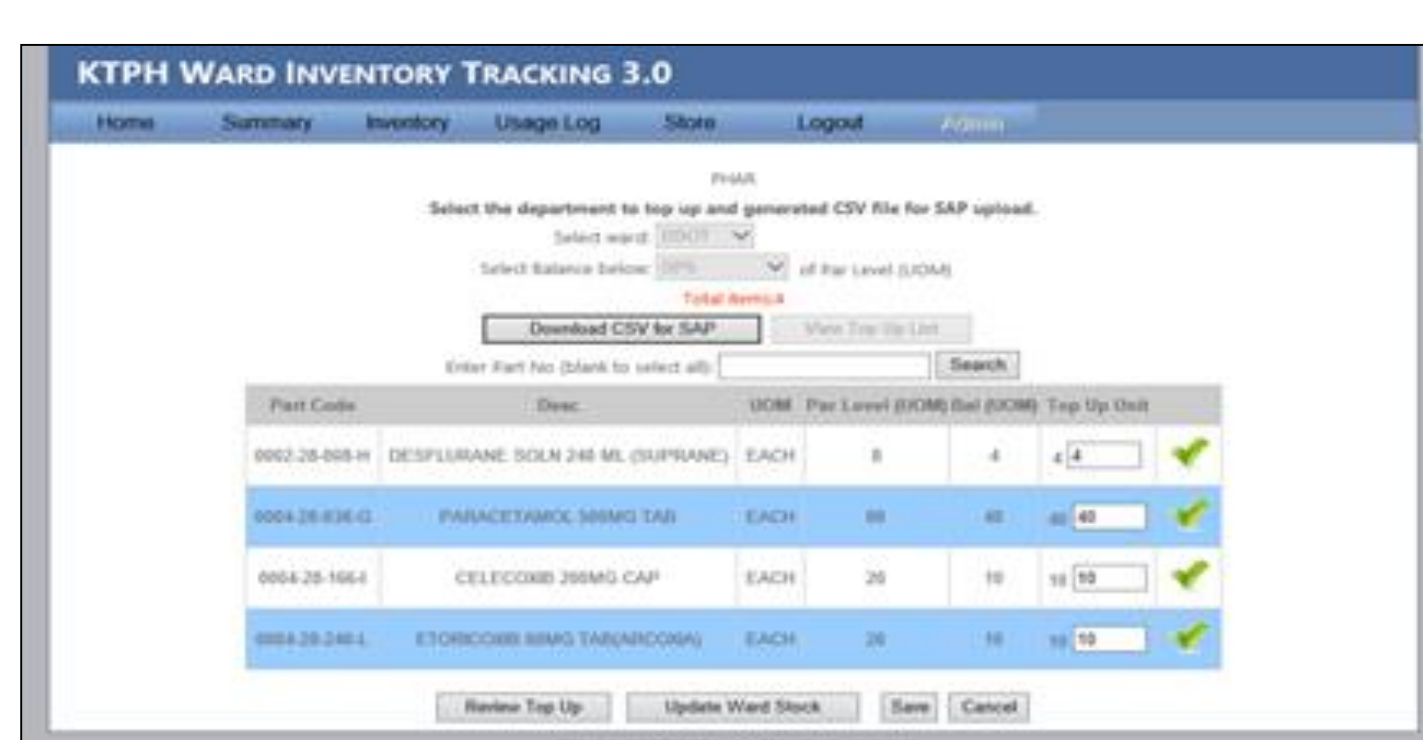 KTPH WARD INVENTORY TRACKING 3.0
Home Summary Inventory Usage Log Store Logout Admin
PHAR
Select the department to top up and generated CSV file for SAP upload.
Select ward:
Select Balance below: of Par Level (UOM)
Total items:4
Download CSV for SAP View Top Up List
Enter Part No (blank to select all): Search
Part Code Desc UOM Par Level (UOM) Bal (UOM) Top Up Unit
DESFLURANE SOLN 240 ML (SUPRANE) EACH 8 4 4 4
PARACETAMOL 500MG TAB EACH 80 40 40 40
CELECOXIB 200MG CAP EACH 20 10 10 10
TAB(ARCOXIA) EACH 20 10 10 10
Review Top Up Update Ward Stock Save Cancel